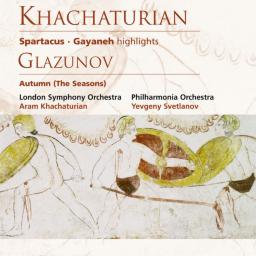 KHACHATURIAN
Spartacus · Gayaneh highlights
GLAZUNOV
Autumn (The Seasons)
London Symphony Orchestra
Aram Khachaturian
Philharmonia Orchestra
Yevgeny Svetlanov